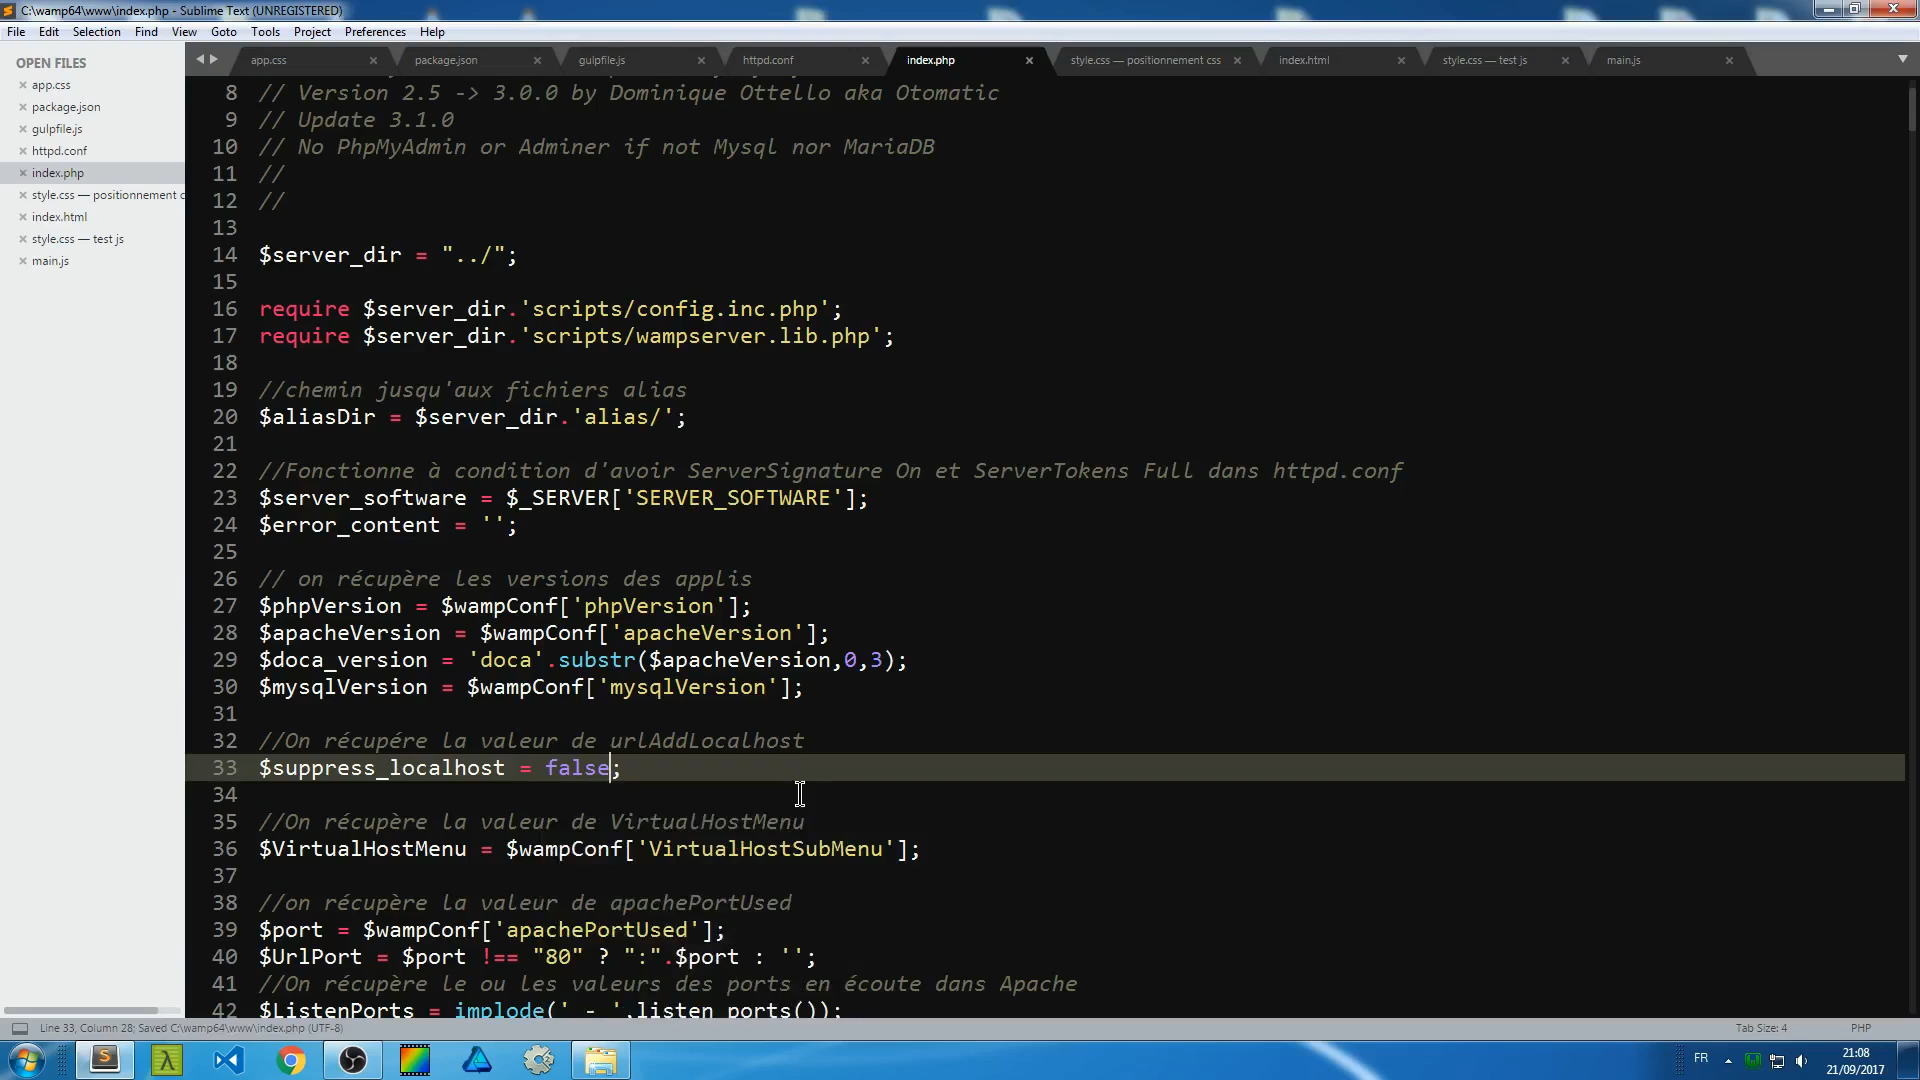 C:\wamp64\www\index.php - Sublime Text (UNREGISTERED)
File Edit Selection Find View Goto Tools Project Preferences Help
OPEN FILES
app.css
package.json
gulpfile.js
httpd.conf
index.php
style.css — positionnement c
index.html
style.css — test js
main.js
app.css package.json gulpfile.js httpd.conf index.php style.css — positionnement css index.html style.css — test js main.js
8 // Version 2.5 -> 3.0.0 by Dominique Ottello aka Otomatic
9 // Update 3.1.0
10 // No PhpMyAdmin or Adminer if not Mysql nor MariaDB
11 //
12 //
13
14 $server_dir = "../";
15
16 require $server_dir.'scripts/config.inc.php';
17 require $server_dir.'scripts/wampserver.lib.php';
18
19 //chemin jusqu'aux fichiers alias
20 $aliasDir = $server_dir.'alias/';
21
22 //Fonctionne à condition d'avoir ServerSignature On et ServerTokens Full dans httpd.conf
23 $server_software = $_SERVER['SERVER_SOFTWARE'];
24 $error_content = '';
25
26 // on récupère les versions des applis
27 $phpVersion = $wampConf['phpVersion'];
28 $apacheVersion = $wampConf['apacheVersion'];
29 $doca_version = 'doca'.substr($apacheVersion,0,3);
30 $mysqlVersion = $wampConf['mysqlVersion'];
31
32 //On récupére la valeur de urlAddLocalhost
33 $suppress_localhost = false;
34
35 //On récupère la valeur de VirtualHostMenu
36 $VirtualHostMenu = $wampConf['VirtualHostSubMenu'];
37
38 //on récupère la valeur de apachePortUsed
39 $port = $wampConf['apachePortUsed'];
40 $UrlPort = $port !== "80" ? ":".$port : '';
41 //On récupère le ou les valeurs des ports en écoute dans Apache
42 $ListenPorts = implode(' - ',listen_ports());
Line 33, Column 28; Saved C:\wamp64\www\index.php (UTF-8)
Tab Size: 4
PHP
FR
21:08
21/09/2017